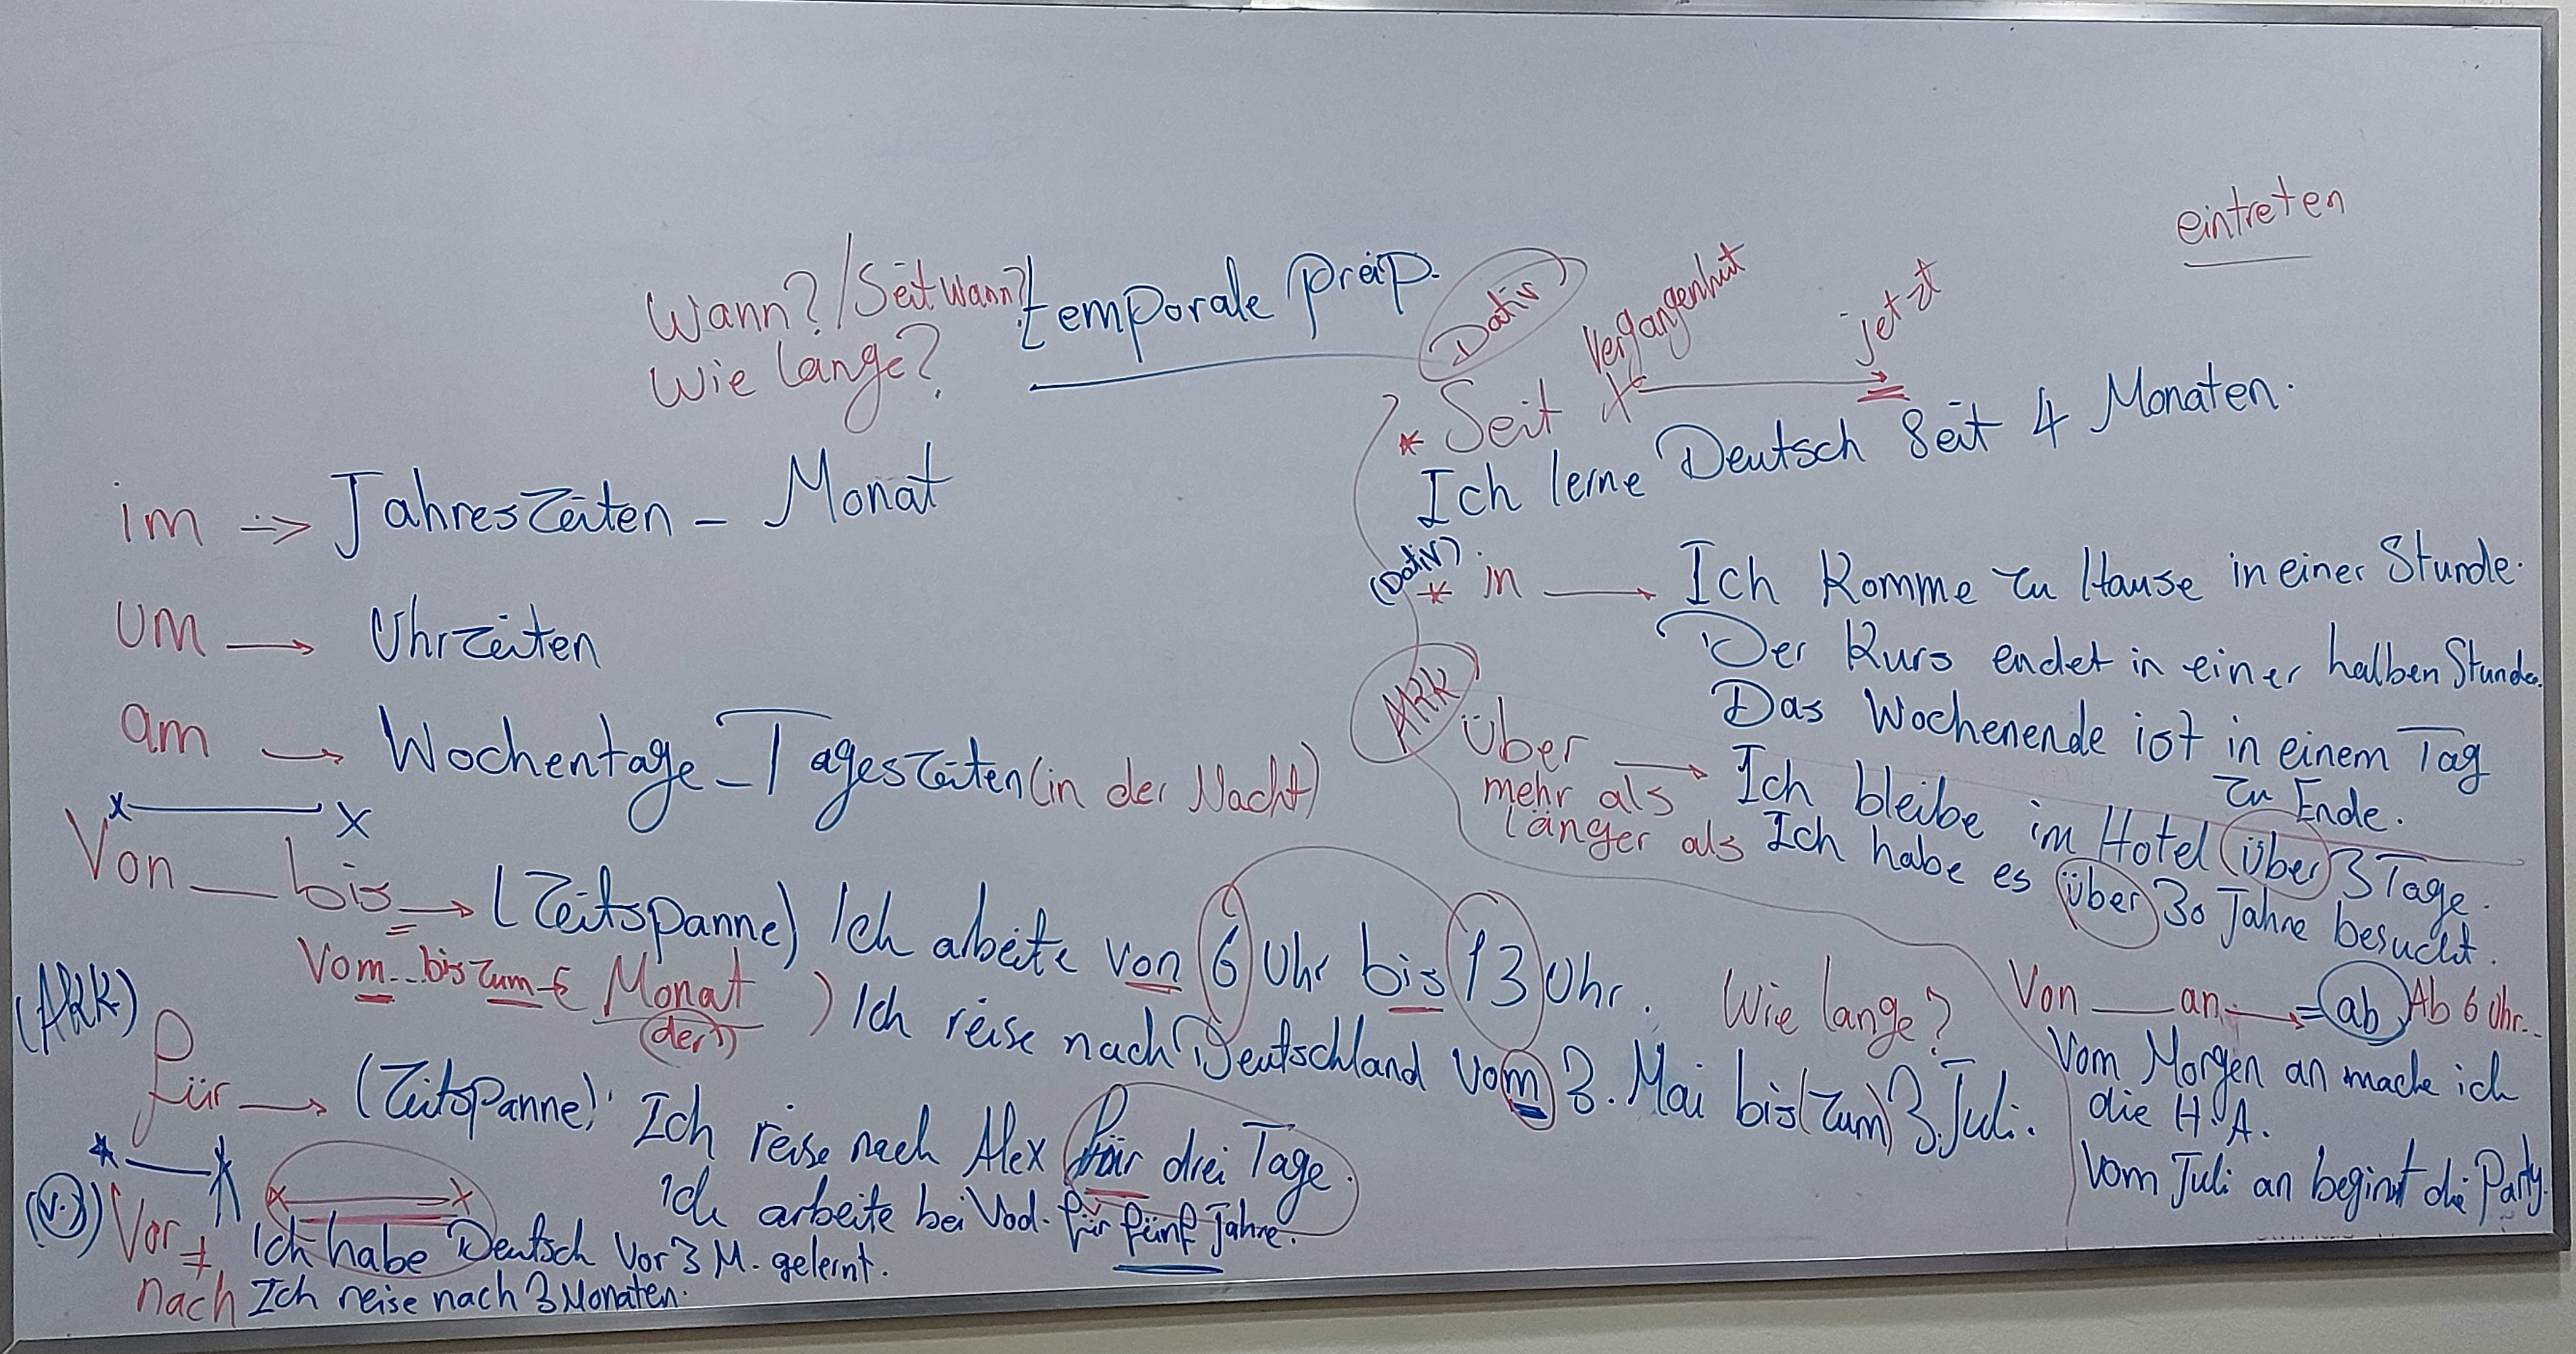 eintreten
Wann? / Seit wann?
Wie lange?
temporale präp.
im => Jahreszeiten - Monat
um → Uhrzeiten
am → Wochentage - Tageszeiten (in der Nacht)
x x
Von ___ bis → (Zeitspanne) Ich arbeite von 6 Uhr bis 13 Uhr.
Vom... bis zum Monat ) Ich reise nach Deutschland vom 3. Mai bis (zum) 3. Juli.
(der)
(AKK)
für → (Zeitspanne) Ich reise nach Alex für drei Tage.
Ich arbeite bei Vod. für fünf Jahre.
(V.) Vor ≠ Ich habe Deutsch vor 3 M. gelernt.
nach Ich reise nach 3 Monaten.
Dativ
Vergangenheit jetzt
* Seit x → 
Ich lerne Deutsch seit 4 Monaten.
(Dativ)
* in → Ich komme zu Hause in einer Stunde.
Der Kurs endet in einer halben Stunde.
Das Wochenende ist in einem Tag
zu Ende.
AKK
über → Ich bleibe im Hotel über 3 Tage.
mehr als
länger als Ich habe es über 30 Jahre besucht.
Wie lange?
Von ___ an → = ab Ab 6 Uhr..
Vom Morgen an mache ich
die H.A.
Vom Juli an beginnt die Party.